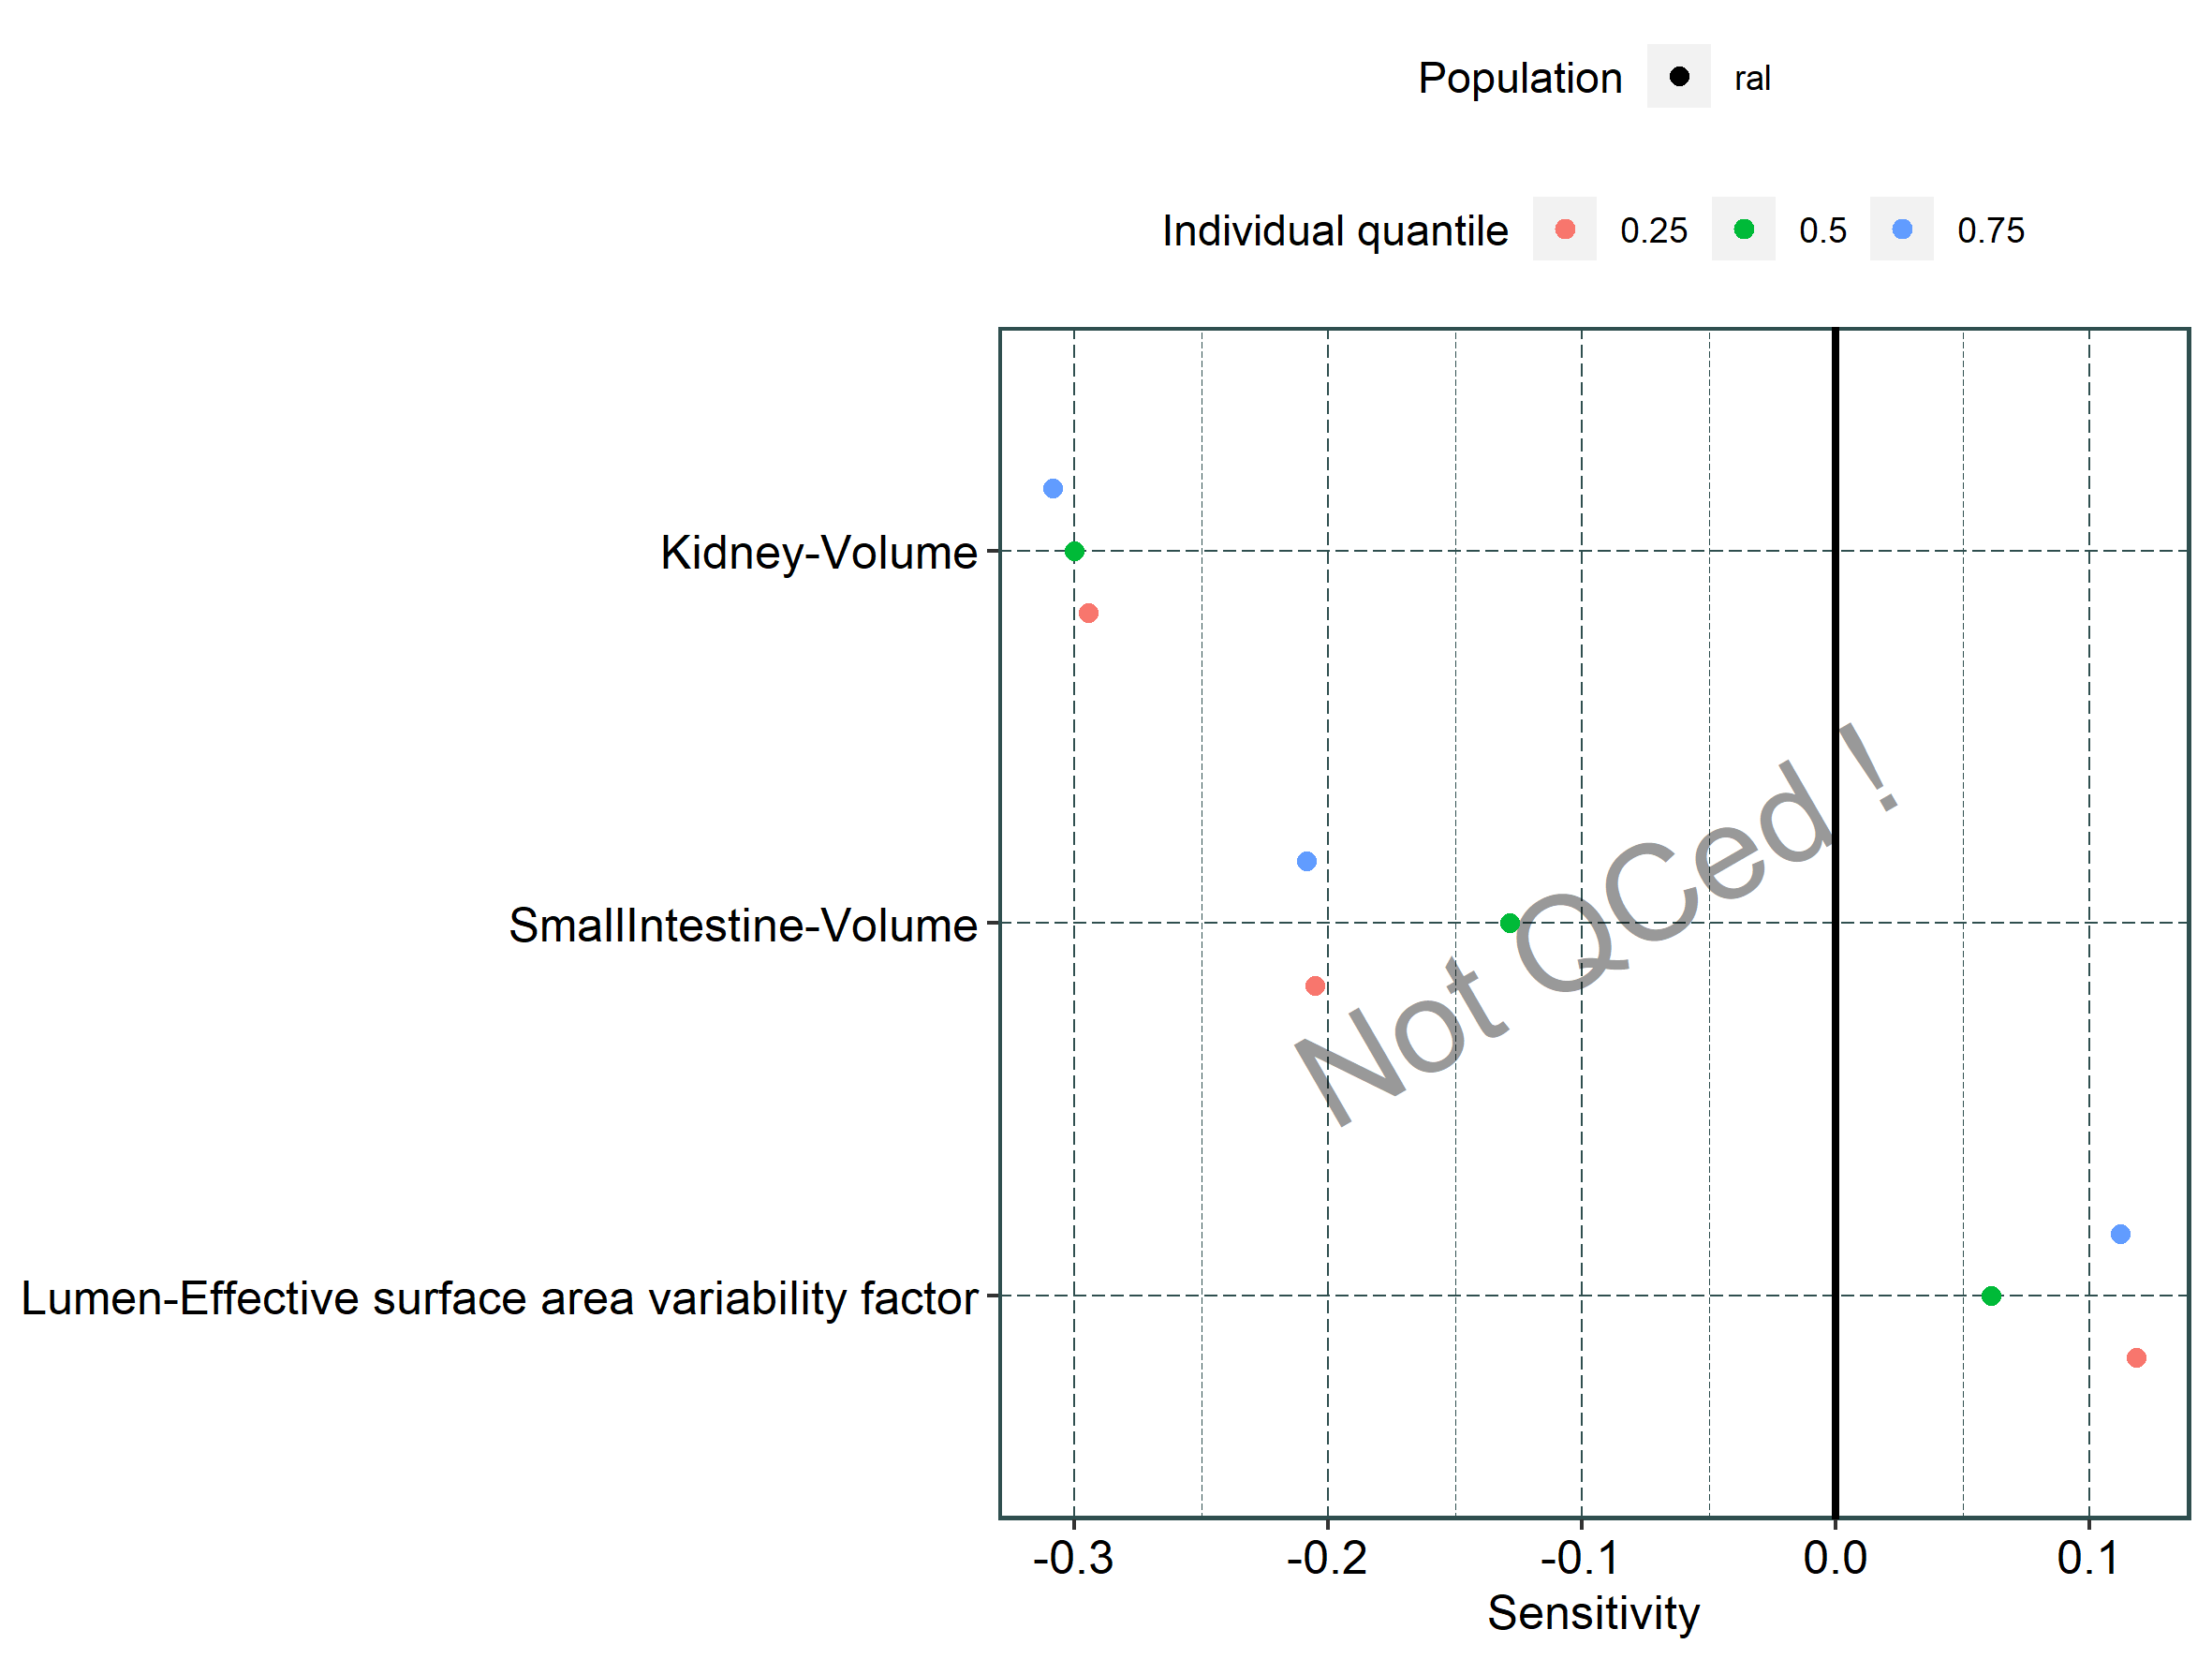 Population ral
Individual quantile 0.25 0.5 0.75
Kidney-Volume
SmallIntestine-Volume
Lumen-Effective surface area variability factor
Not QCed !
-0.3 -0.2 -0.1 0.0 0.1
Sensitivity